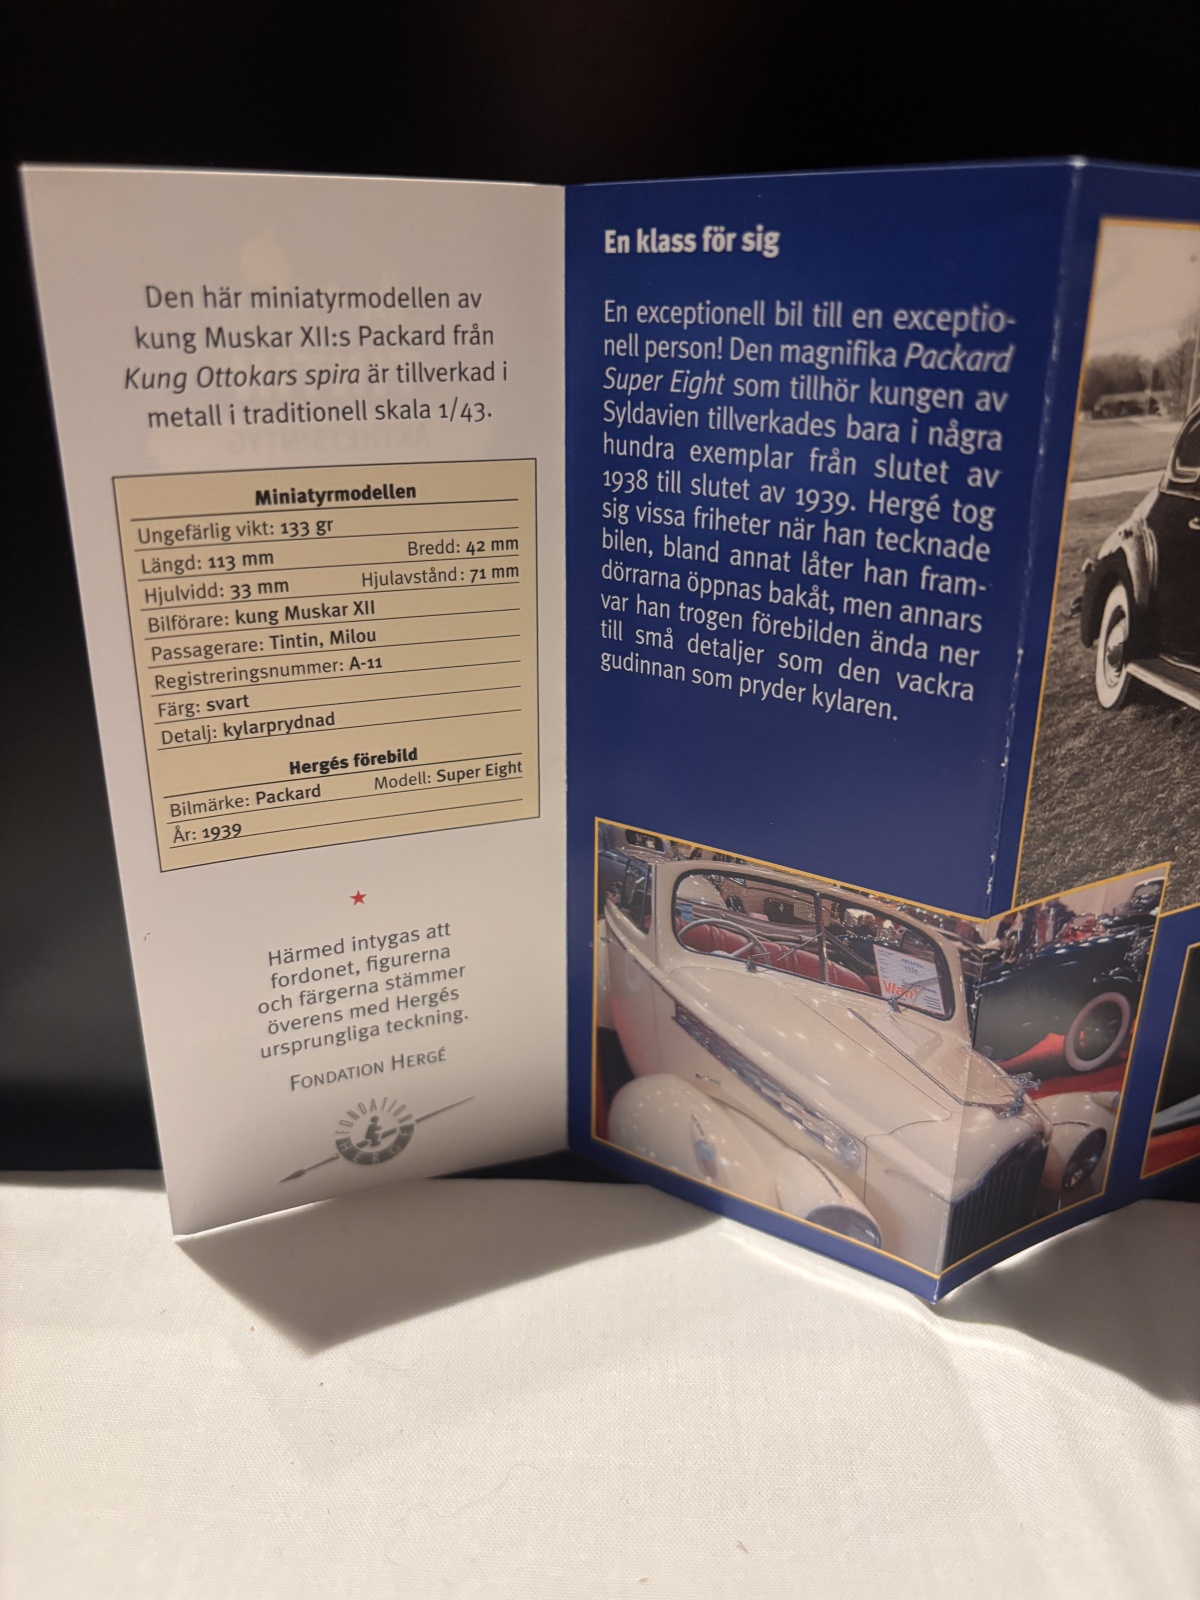 Den här miniatyrmodellen av
kung Muskar XII:s Packard från
Kung Ottokars spira är tillverkad i
metall i traditionell skala 1/43.
Miniatyrmodellen
Ungefärlig vikt: 133 gr
Längd: 113 mm Bredd: 42 mm
Hjulvidd: 33 mm Hjulavstånd: 71 mm
Bilförare: kung Muskar XII
Passagerare: Tintin, Milou
Registreringsnummer: A-11
Färg: svart
Detalj: kylarprydnad
Hergés förebild
Bilmärke: Packard Modell: Super Eight
År: 1939
Härmed intygas att
fordonet, figurerna
och färgerna stämmer
överens med Hergés
ursprungliga teckning.
FONDATION HERGÉ
FONDATION
HERGÉ
En klass för sig
En exceptionell bil till en exceptio-
nell person! Den magnifika Packard
Super Eight som tillhör kungen av
Syldavien tillverkades bara i några
hundra exemplar från slutet av
1938 till slutet av 1939. Hergé tog
sig vissa friheter när han tecknade
bilen, bland annat låter han fram-
dörrarna öppnas bakåt, men annars
var han trogen förebilden ända ner
till små detaljer som den vackra
gudinnan som pryder kylaren.